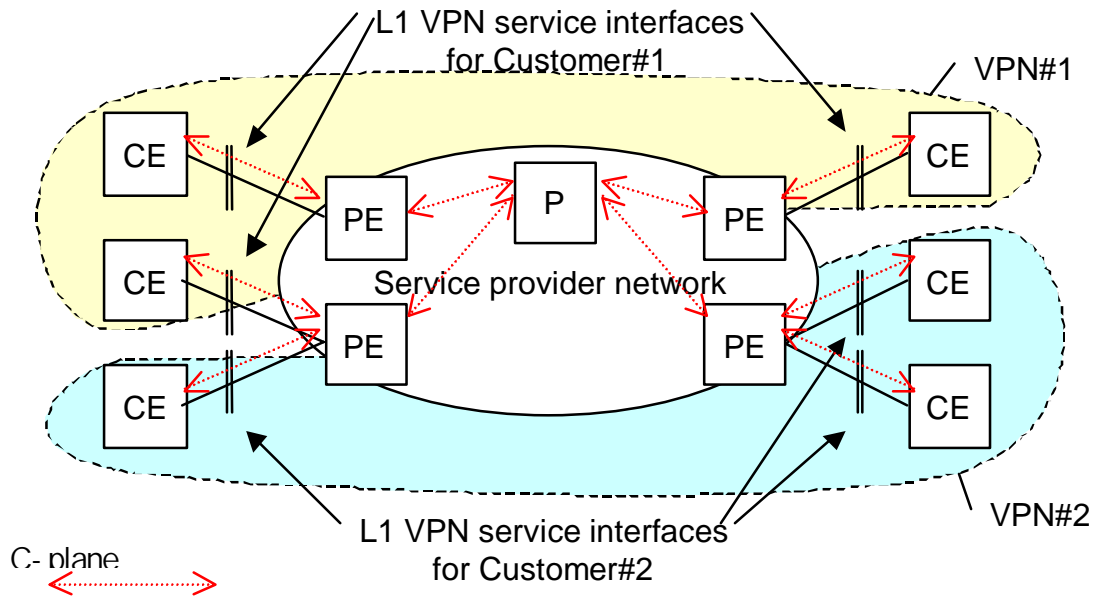 L1 VPN service interfaces
for Customer#1
VPN#1
CE
CE
PE
P
PE
CE
Service provider network
CE
PE
PE
CE
CE
CE
VPN#2
L1 VPN service interfaces
for Customer#2
C- plane